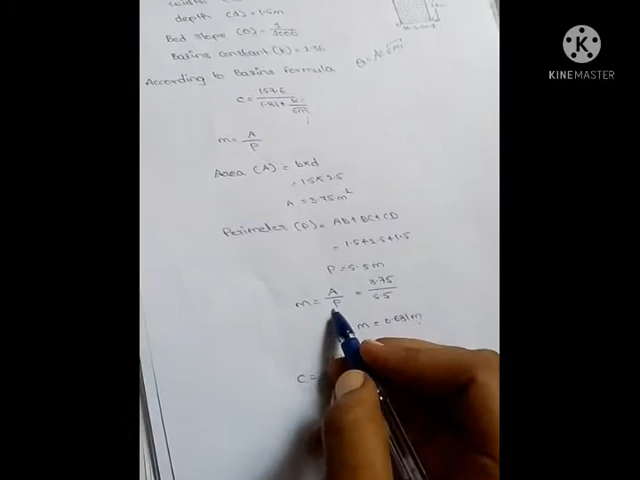 depth (d) = 1.5m
Bed slope (θ) = 1/2000
Bazins constant (K) = 2.36
According to Bazins formula
C = 157.6 / 1.81 + K/√m
m = A/P
Area (A) = b×d
= 1.5×2.5
A = 3.75m²
Perimeter (P) = AB+BC+CD
= 1.5+2.5+1.5
P = 5.5m
m = A/P = 3.75/5.5
m = 0.681m
C =
KINEMASTER